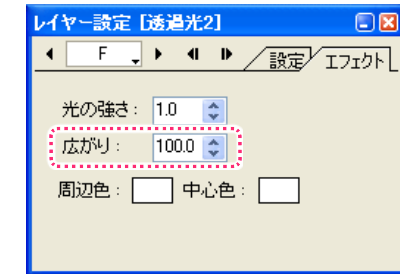 レイヤー設定 [透過光2]
F 設定 エフェクト
光の強さ： 1.0
広がり： 100.0
周辺色： 中心色：